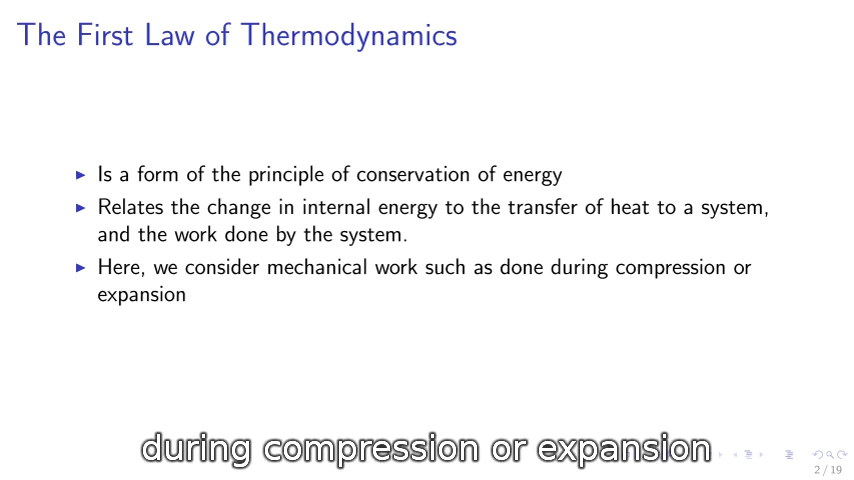 The First Law of Thermodynamics
Is a form of the principle of conservation of energy
Relates the change in internal energy to the transfer of heat to a system,
and the work done by the system.
Here, we consider mechanical work such as done during compression or
expansion
during compression or expansion
2 / 19